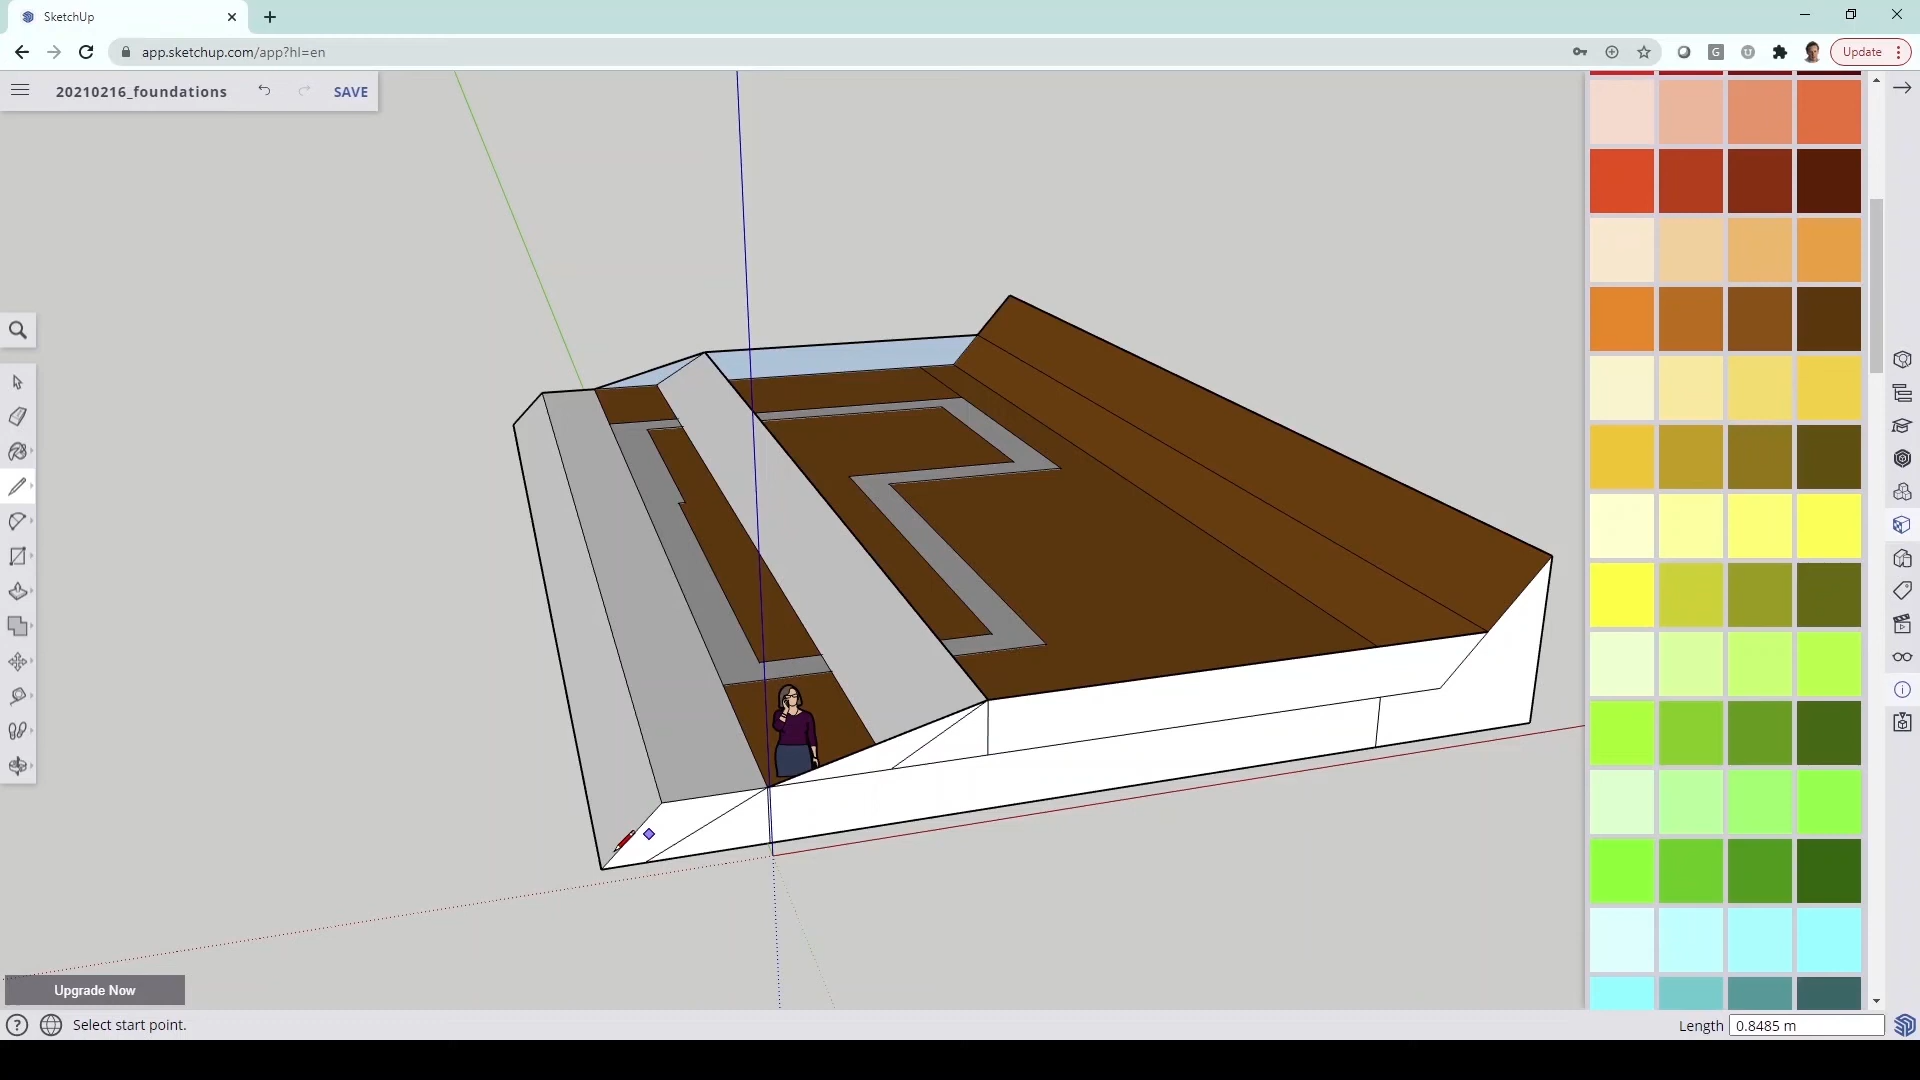 SketchUp
app.sketchup.com/app?hl=en
G
Update
20210216_foundations
SAVE
Upgrade Now
Select start point.
Length 0.8485 m